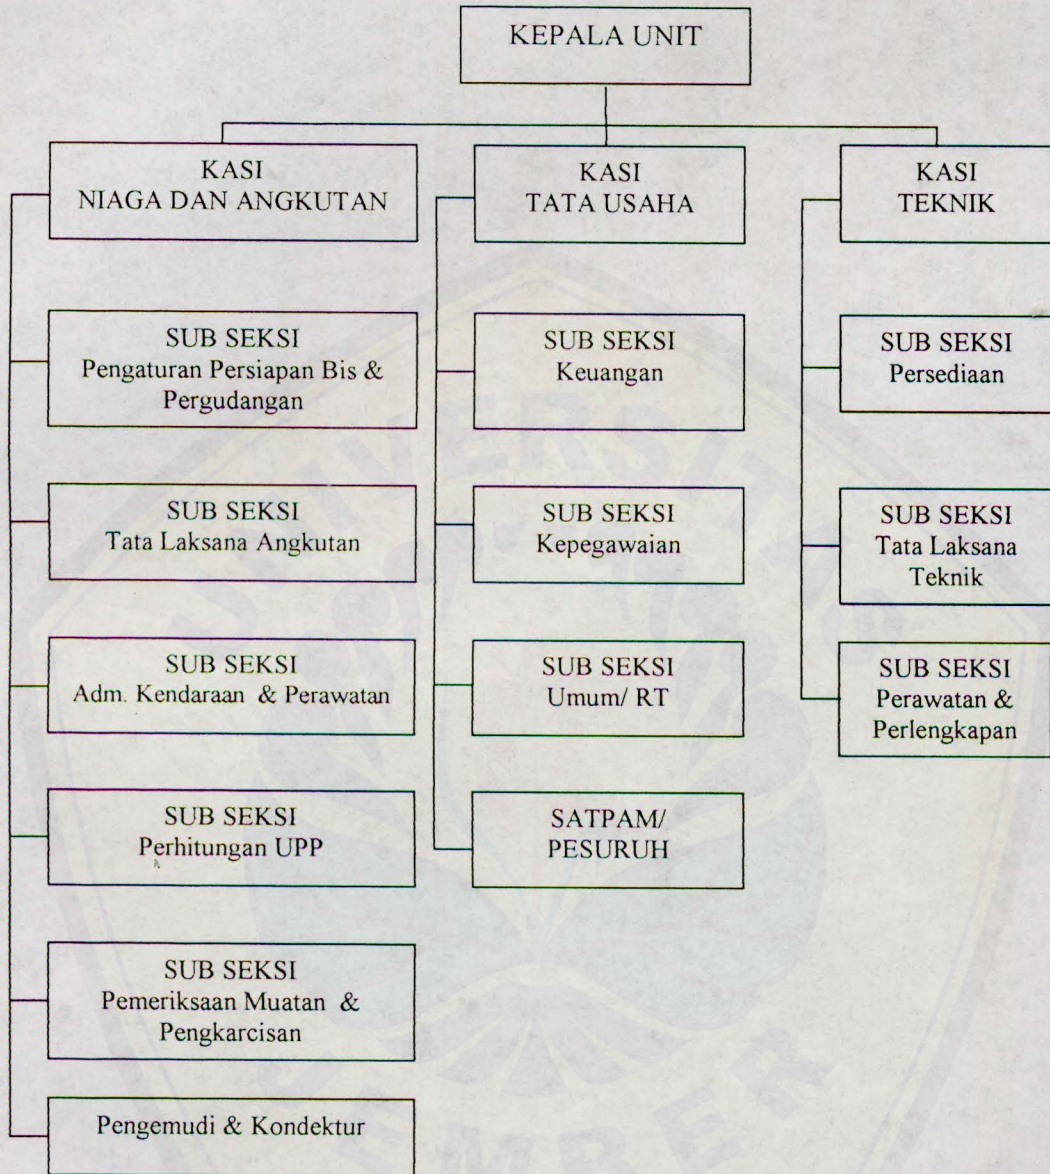 KEPALA UNIT
KASI
NIAGA DAN ANGKUTAN
SUB SEKSI
Pengaturan Persiapan Bis &
Pergudangan
SUB SEKSI
Tata Laksana Angkutan
SUB SEKSI
Adm. Kendaraan & Perawatan
SUB SEKSI
Perhitungan UPP
SUB SEKSI
Pemeriksaan Muatan &
Pengkarcisan
Pengemudi & Kondektur
KASI
TATA USAHA
SUB SEKSI
Keuangan
SUB SEKSI
Kepegawaian
SUB SEKSI
Umum/ RT
SATPAM/
PESURUH
KASI
TEKNIK
SUB SEKSI
Persediaan
SUB SEKSI
Tata Laksana
Teknik
SUB SEKSI
Perawatan &
Perlengkapan
UNIVERSITAS
JEMBER